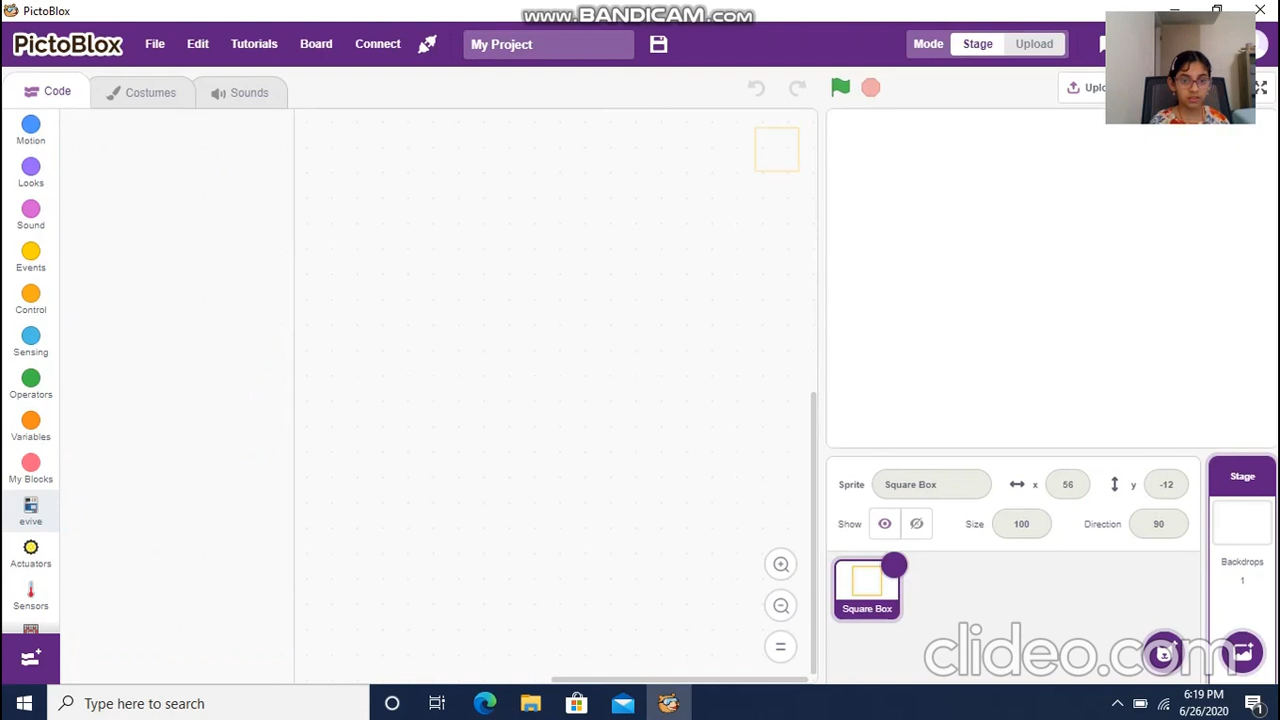 PictoBlox
www.BANDICAM.com
PictoBlox
File
Edit
Tutorials
Board
Connect
My Project
Mode
Stage
Upload
Code
Costumes
Sounds
Motion
Looks
Sound
Events
Control
Sensing
Operators
Variables
My Blocks
evive
Actuators
Sensors
Sprite
Square Box
x
56
y
-12
Show
Size
100
Direction
90
Square Box
Stage
Backdrops
1
clideo.com
Type here to search
6:19 PM
6/26/2020
1